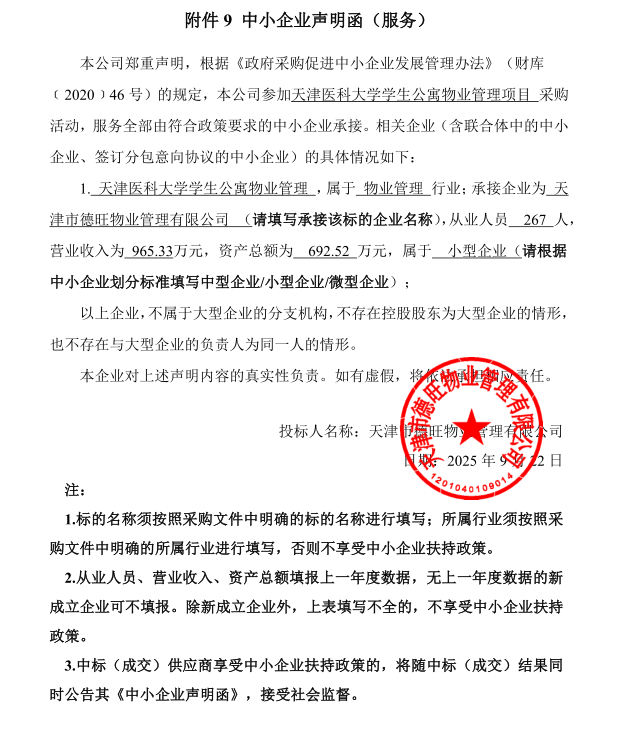 附件 9 中小企业声明函（服务）
本公司郑重声明，根据《政府采购促进中小企业发展管理办法》（财库
﹝2020﹞46 号）的规定，本公司参加天津医科大学学生公寓物业管理项目 采购
活动，服务全部由符合政策要求的中小企业承接。相关企业（含联合体中的中小
企业、签订分包意向协议的中小企业）的具体情况如下：
1. 天津医科大学学生公寓物业管理 ，属于 物业管理 行业；承接企业为 天
津市德旺物业管理有限公司 （请填写承接该标的企业名称），从业人员 267 人，
营业收入为 965.33万元，资产总额为 692.52 万元，属于 小型企业（请根据
中小企业划分标准填写中型企业/小型企业/微型企业）；
以上企业，不属于大型企业的分支机构，不存在控股股东为大型企业的情形，
也不存在与大型企业的负责人为同一人的情形。
本企业对上述声明内容的真实性负责。如有虚假，将依法承担相应责任。
投标人名称：天津市德旺物业管理有限公司
日期：2025 年 9 月 22 日
天津市德旺物业管理有限公司
1201040109014
注：
1.标的名称须按照采购文件中明确的标的名称进行填写；所属行业须按照采
购文件中明确的所属行业进行填写，否则不享受中小企业扶持政策。
2.从业人员、营业收入、资产总额填报上一年度数据，无上一年度数据的新
成立企业可不填报。除新成立企业外，上表填写不全的，不享受中小企业扶持
政策。
3.中标（成交）供应商享受中小企业扶持政策的，将随中标（成交）结果同
时公告其《中小企业声明函》，接受社会监督。